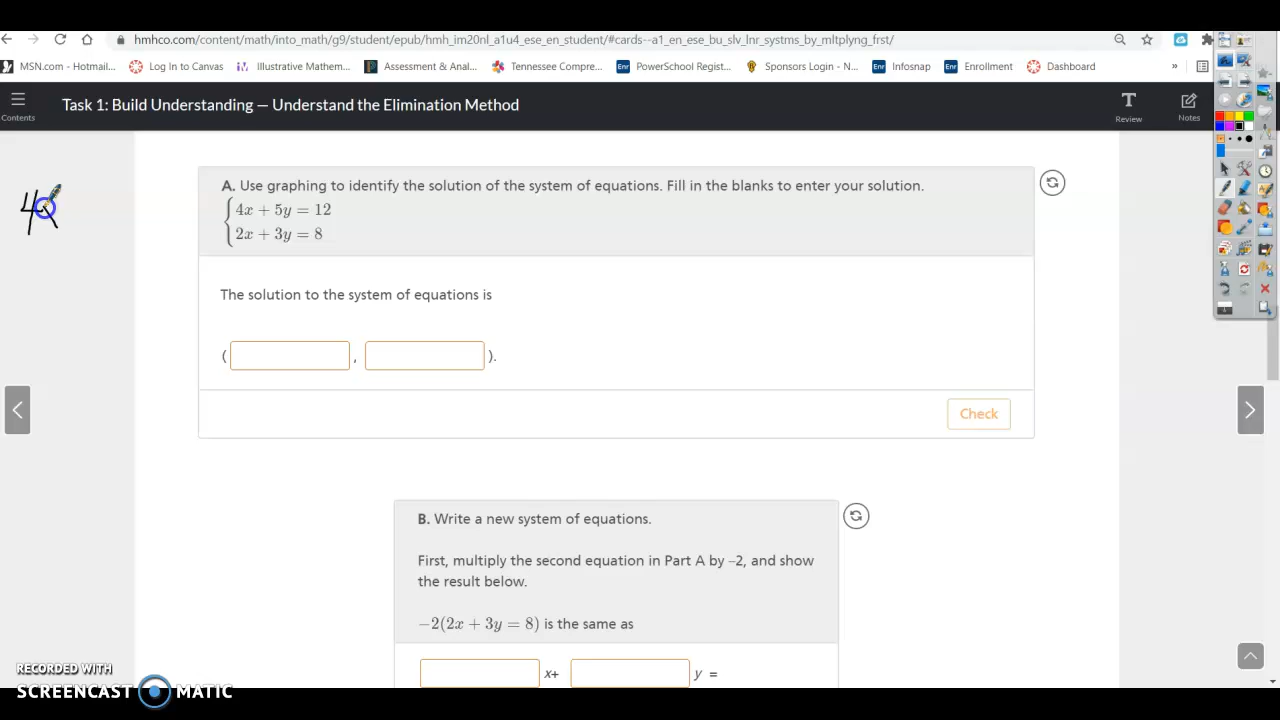 hmhco.com/content/math/into_math/g9/student/epub/hmh_im20nl_a1u4_ese_en_student/#cards--a1_en_ese_bu_slv_lnr_systms_by_mltplyng_frst/
MSN.com - Hotmail... Log In to Canvas Illustrative Mathem... Assessment & Anal... Tennessee Compre... Enr PowerSchool Regist... Sponsors Login - N... Enr Infosnap Enr Enrollment Dashboard »
Contents
Task 1: Build Understanding — Understand the Elimination Method
T Review
Notes
4x
A. Use graphing to identify the solution of the system of equations. Fill in the blanks to enter your solution.
4x + 5y = 12
2x + 3y = 8
The solution to the system of equations is
( , ).
Check
B. Write a new system of equations.
First, multiply the second equation in Part A by –2, and show
the result below.
−2(2x + 3y = 8) is the same as
x+ y =
RECORDED WITH
SCREENCAST MATIC